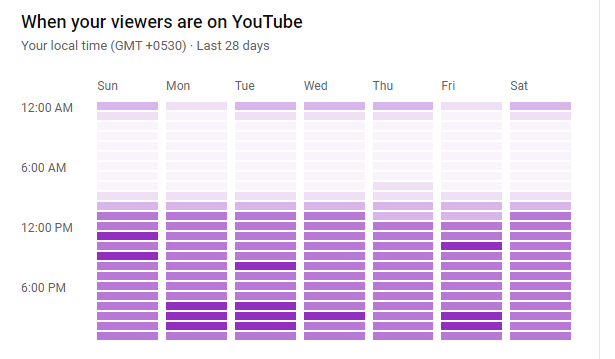 When your viewers are on YouTube
Your local time (GMT +0530) · Last 28 days
Sun Mon Tue Wed Thu Fri Sat
12:00 AM
6:00 AM
12:00 PM
6:00 PM